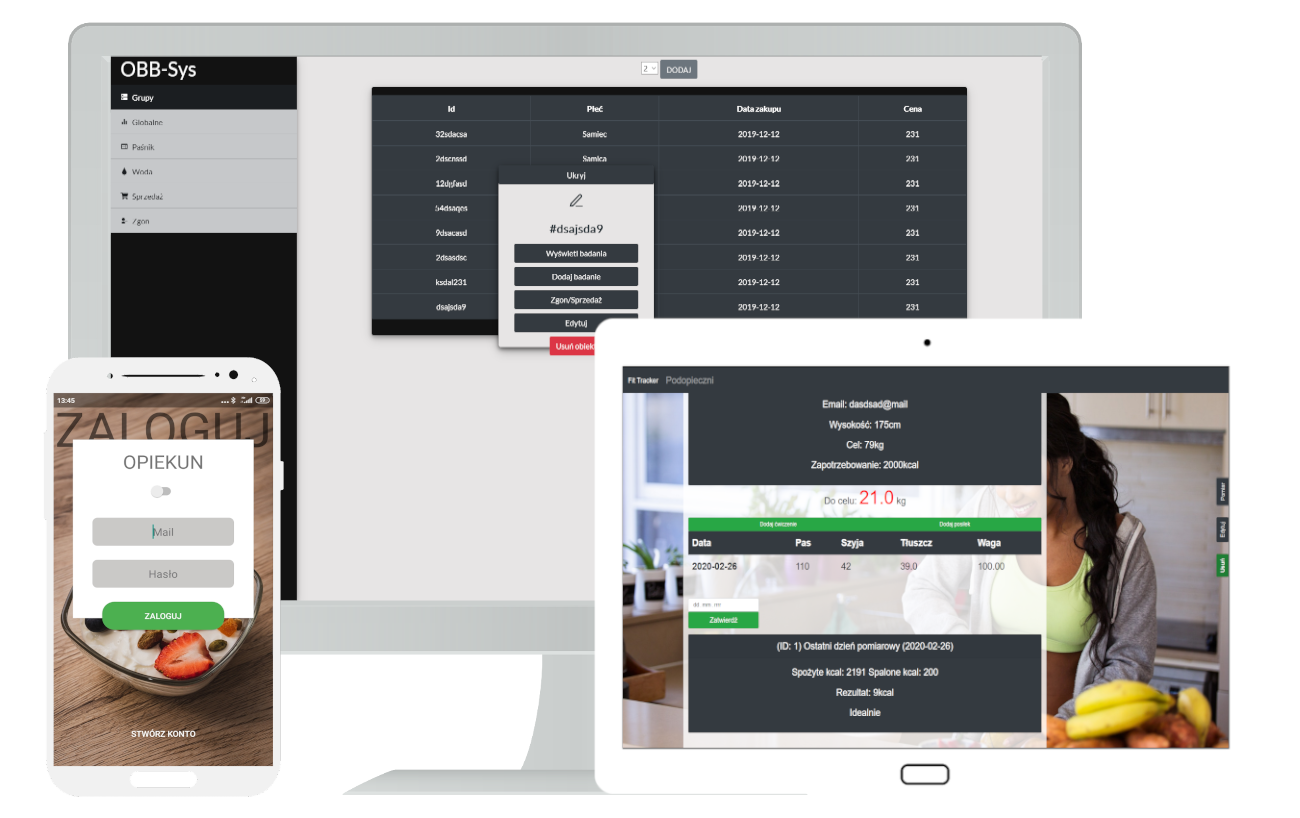 OBB-Sys
Grupy
Globalne
Paśnik
Woda
Sprzedaż
Zgon
2 DODAJ
Id Płeć Data zakupu Cena
32sdacsa Samiec 2019-12-12 231
2dscnssd Samica 2019-12-12 231
12dgfasd 2019-12-12 231
b4dsaqes 2019-12-12 231
9dsacasd 2019-12-12 231
2dsasdsc 2019-12-12 231
ksdal231 2019-12-12 231
dsajsda9 2019-12-12 231
Ukryj
#dsajsda9
Wyświetl badania
Dodaj badanie
Zgon/Sprzedaż
Edytuj
Usuń obiek
13:45
ZALOGUJ
OPIEKUN
Mail
Hasło
ZALOGUJ
STWÓRZ KONTO
Fit Tracker Podopieczni
Email: dasdsad@mail
Wysokość: 175cm
Cel: 79kg
Zapotrzebowanie: 2000kcal
Do celu: 21.0 kg
Dodaj ćwiczenie Dodaj posiłek
Data Pas Szyja Tłuszcz Waga
2020-02-26 110 42 39.0 100.00
Zatwierdź
(ID: 1) Ostatni dzień pomiarowy (2020-02-26)
Spożyte kcal: 2191 Spalone kcal: 200
Rezultat: 9kcal
Idealnie
Pomiar
Edytuj
Usuń